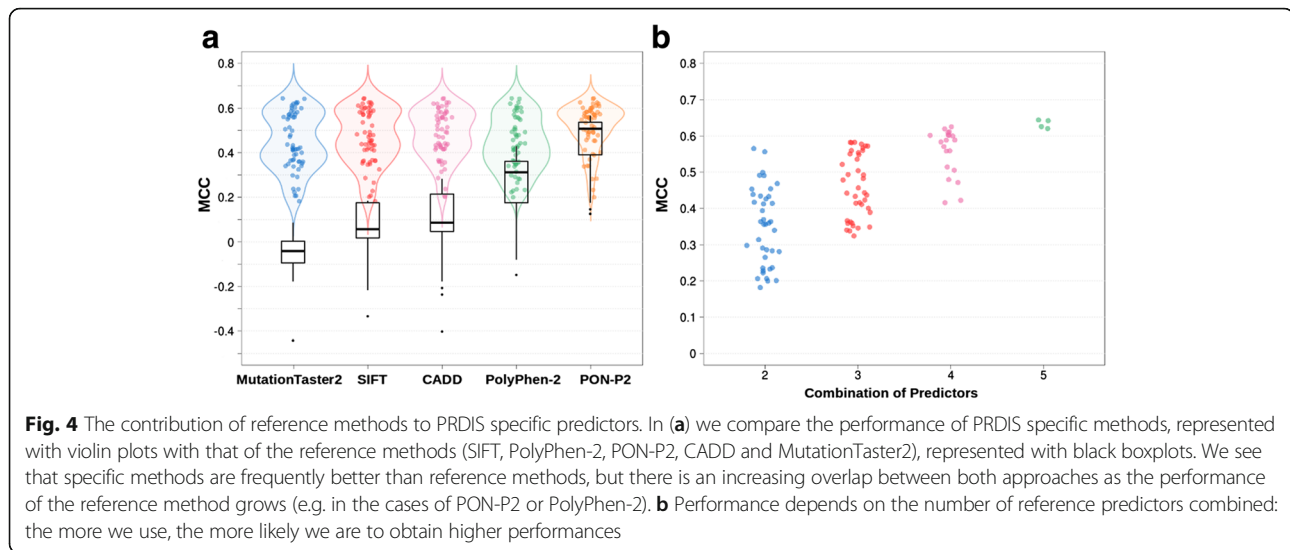 a
0.8
0.6
0.4
0.2
0
-0.2
-0.4
MCC
MutationTaster2 SIFT CADD PolyPhen-2 PON-P2
b
0.8
0.7
0.6
0.5
0.4
0.3
0.2
0.1
0
MCC
2 3 4 5
Combination of Predictors
Fig. 4 The contribution of reference methods to PRDIS specific predictors. In (a) we compare the performance of PRDIS specific methods, represented
with violin plots with that of the reference methods (SIFT, PolyPhen-2, PON-P2, CADD and MutationTaster2), represented with black boxplots. We see
that specific methods are frequently better than reference methods, but there is an increasing overlap between both approaches as the performance
of the reference method grows (e.g. in the cases of PON-P2 or PolyPhen-2). b Performance depends on the number of reference predictors combined:
the more we use, the more likely we are to obtain higher performances